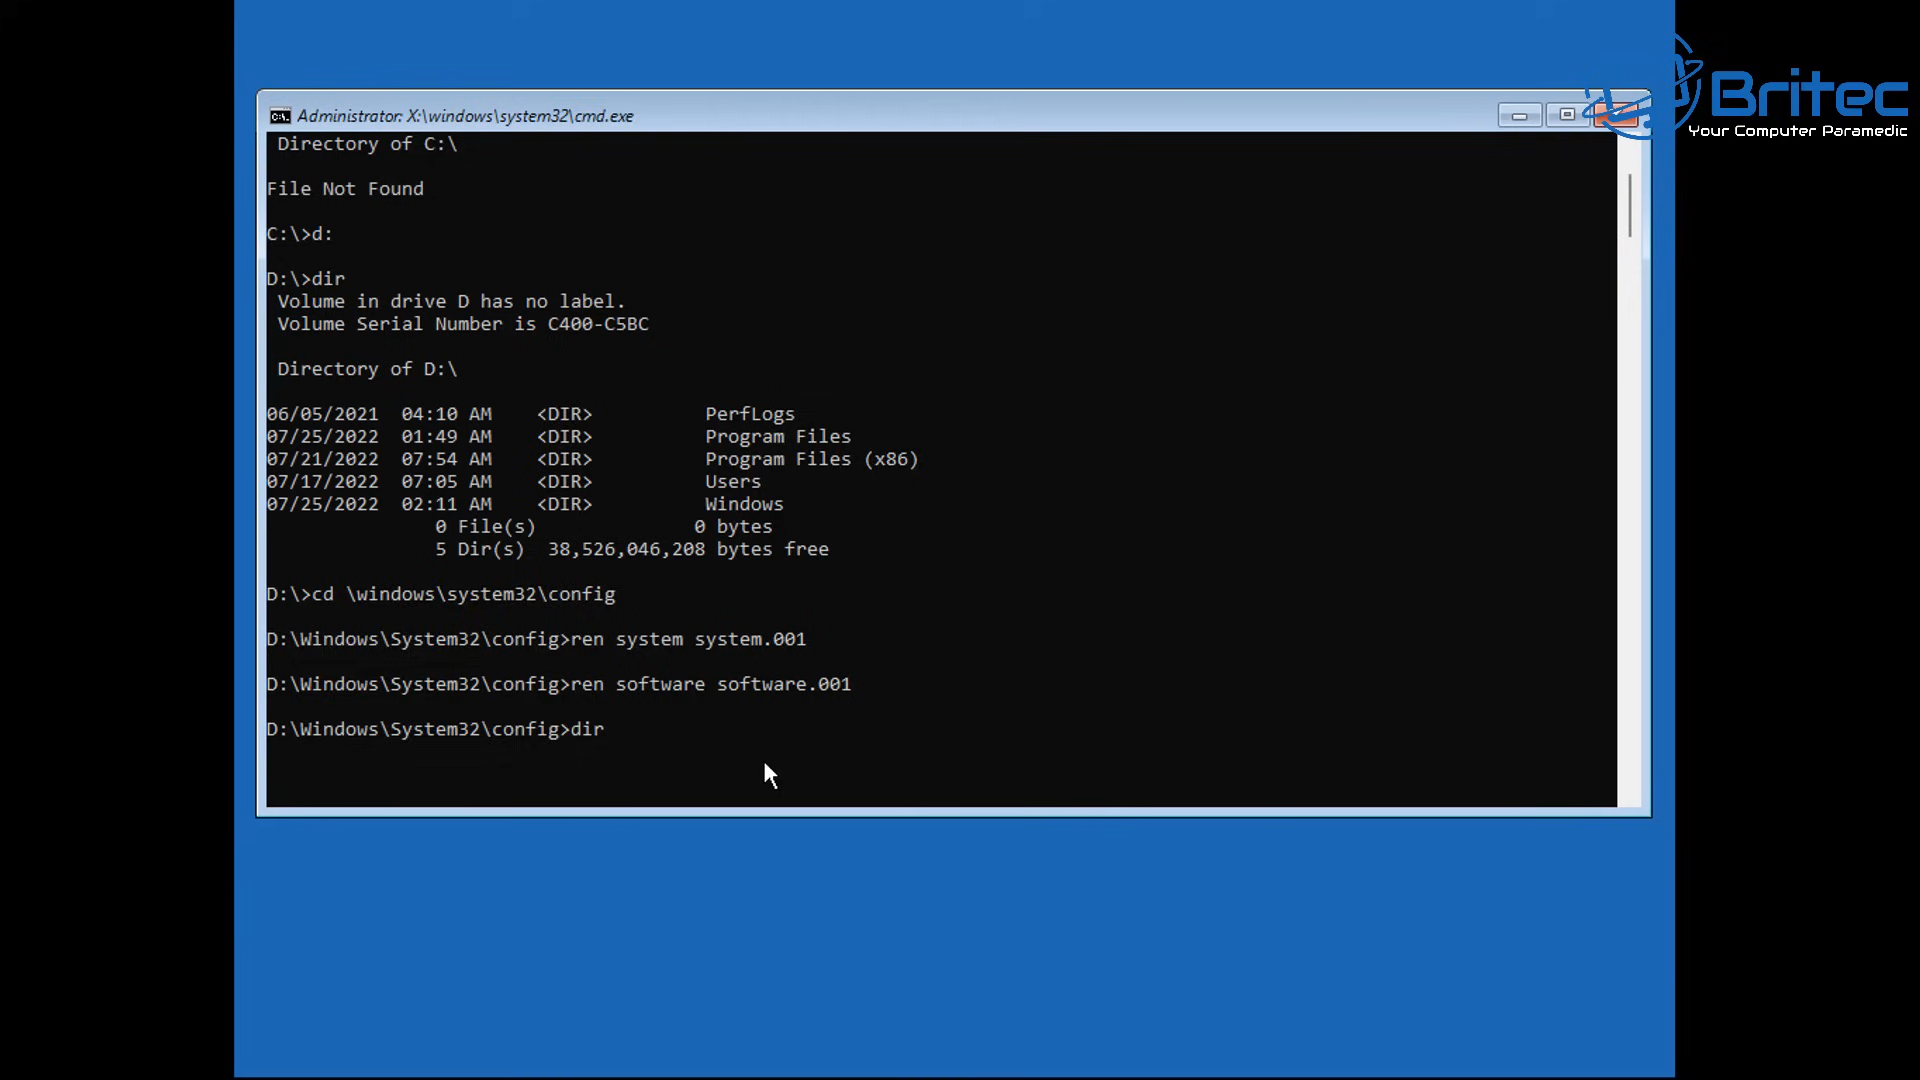 Britec
Your Computer Paramedic
Administrator: X:\windows\system32\cmd.exe
Directory of C:\
File Not Found
C:\>d:
D:\>dir
Volume in drive D has no label.
Volume Serial Number is C400-C5BC
Directory of D:\
06/05/2021  04:10 AM    <DIR>          PerfLogs
07/25/2022  01:49 AM    <DIR>          Program Files
07/21/2022  07:54 AM    <DIR>          Program Files (x86)
07/17/2022  07:05 AM    <DIR>          Users
07/25/2022  02:11 AM    <DIR>          Windows
0 File(s)              0 bytes
5 Dir(s)  38,526,046,208 bytes free
D:\>cd \windows\system32\config
D:\Windows\System32\config>ren system system.001
D:\Windows\System32\config>ren software software.001
D:\Windows\System32\config>dir